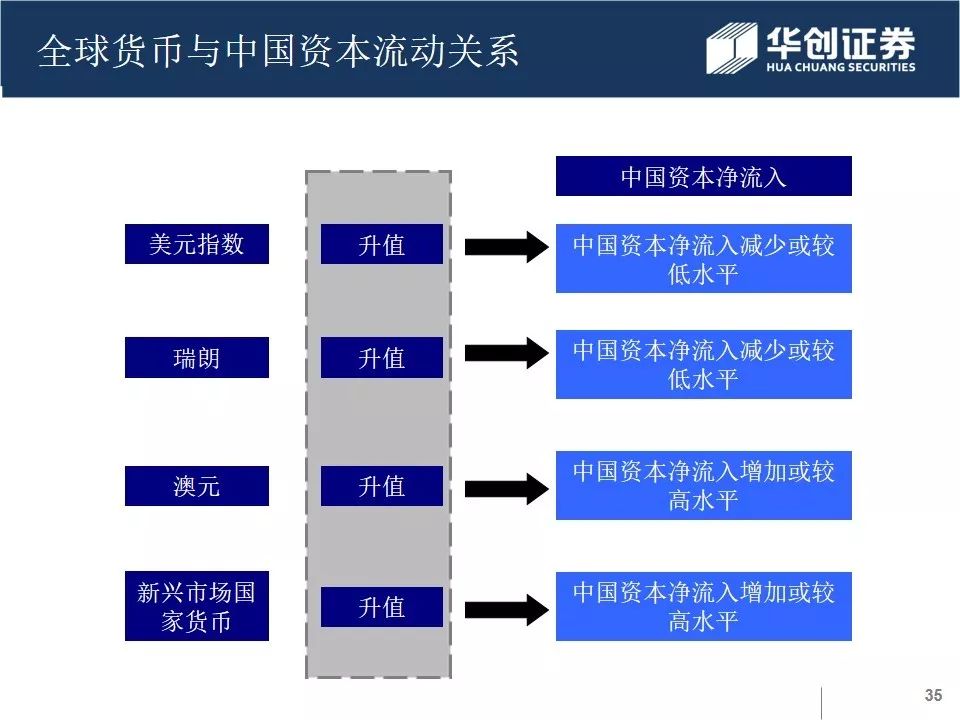 全球货币与中国资本流动关系
华创证券
HUA CHUANG SECURITIES
中国资本净流入
美元指数
升值
中国资本净流入减少或较
低水平
瑞朗
升值
中国资本净流入减少或较
低水平
澳元
升值
中国资本净流入增加或较
高水平
新兴市场国
家货币
升值
中国资本净流入增加或较
高水平
35